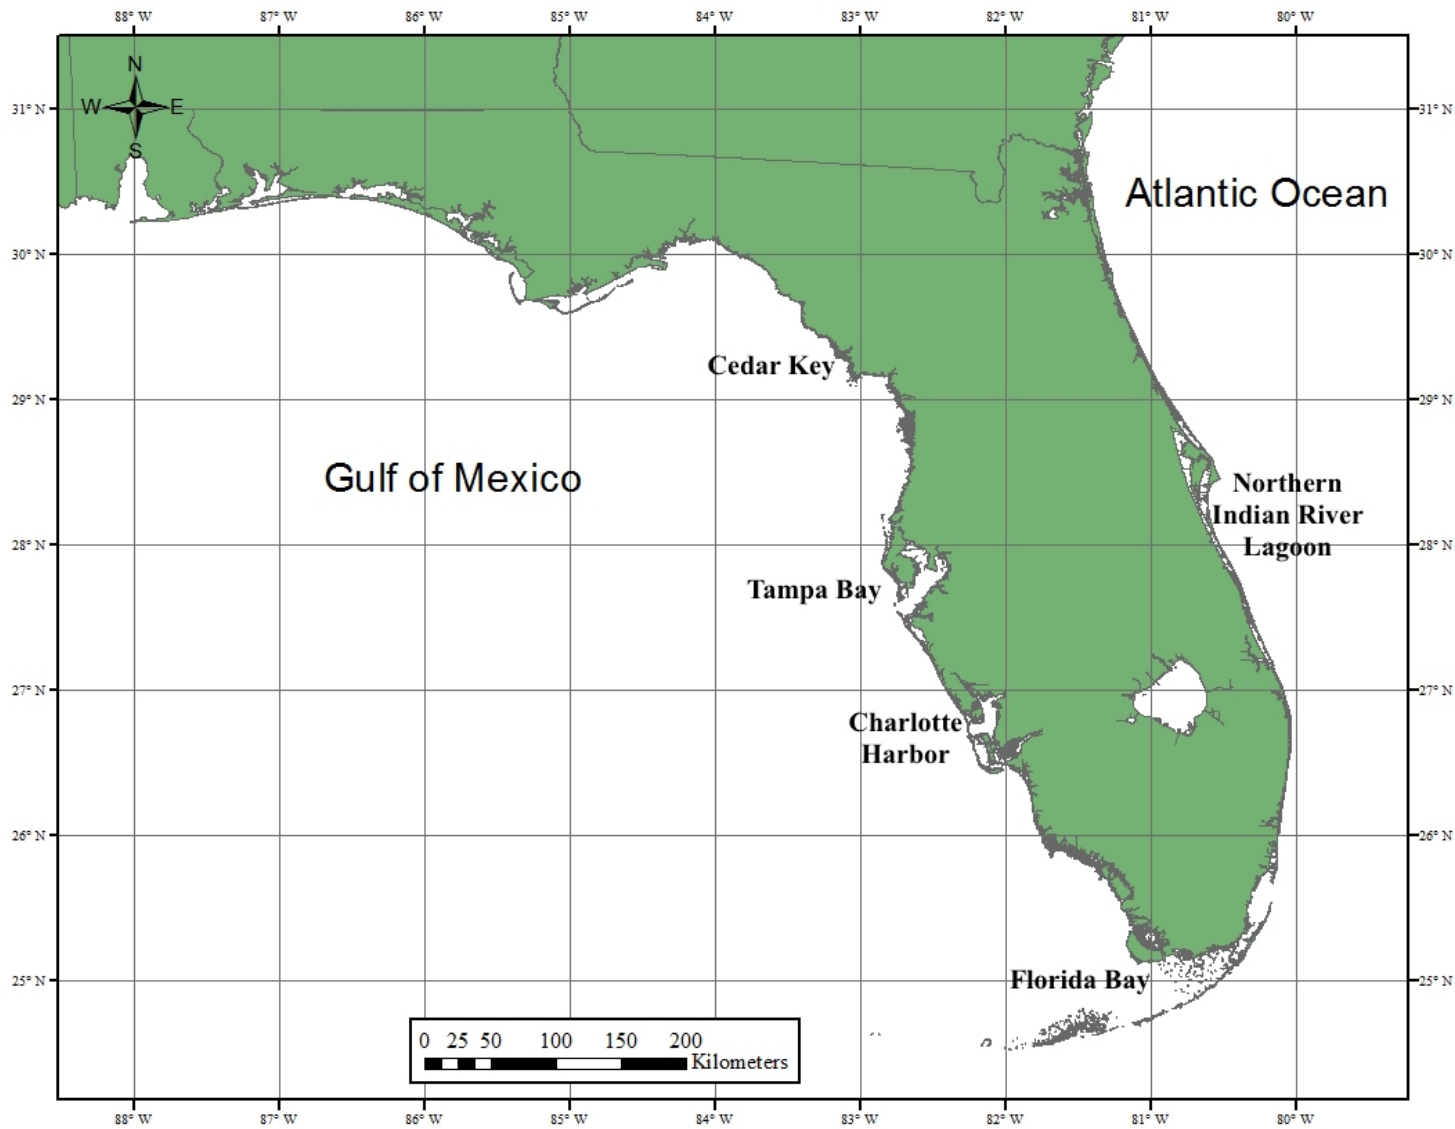 88° W 87° W 86° W 85° W 84° W 83° W 82° W 81° W 80° W
N
W E
S
31° N 31° N
Atlantic Ocean
30° N 30° N
Cedar Key
29° N 29° N
Gulf of Mexico
Northern
Indian River
Lagoon
28° N 28° N
Tampa Bay
27° N 27° N
Charlotte
Harbor
26° N 26° N
Florida Bay
25° N 25° N
0 25 50 100 150 200
Kilometers
88° W 87° W 86° W 85° W 84° W 83° W 82° W 81° W 80° W